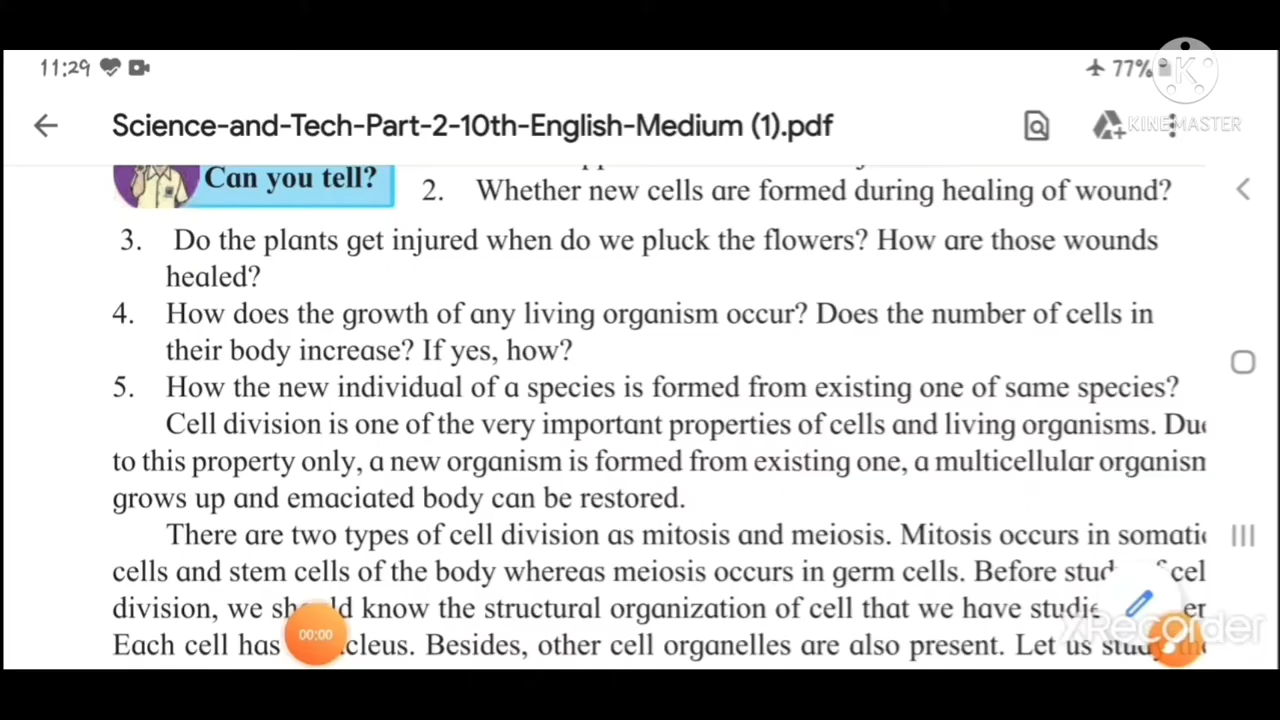 11:29
77%
K
KINEMASTER
Science-and-Tech-Part-2-10th-English-Medium (1).pdf
Can you tell?
2. Whether new cells are formed during healing of wound?
3. Do the plants get injured when do we pluck the flowers? How are those wounds
healed?
4. How does the growth of any living organism occur? Does the number of cells in
their body increase? If yes, how?
5. How the new individual of a species is formed from existing one of same species?
Cell division is one of the very important properties of cells and living organisms. Due
to this property only, a new organism is formed from existing one, a multicellular organism
grows up and emaciated body can be restored.
There are two types of cell division as mitosis and meiosis. Mitosis occurs in somatic
cells and stem cells of the body whereas meiosis occurs in germ cells. Before study of cel
division, we should know the structural organization of cell that we have studie
Each cell has cleus. Besides, other cell organelles are also present. Let us study
00:00
XRecorder